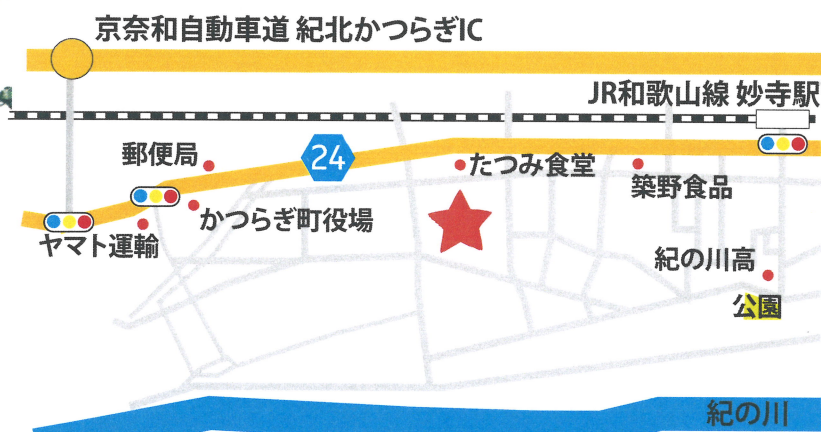 京奈和自動車道 紀北かつらぎIC
JR和歌山線 妙寺駅
郵便局
24
たつみ食堂
築野食品
かつらぎ町役場
ヤマト運輸
紀の川高
公園
紀の川